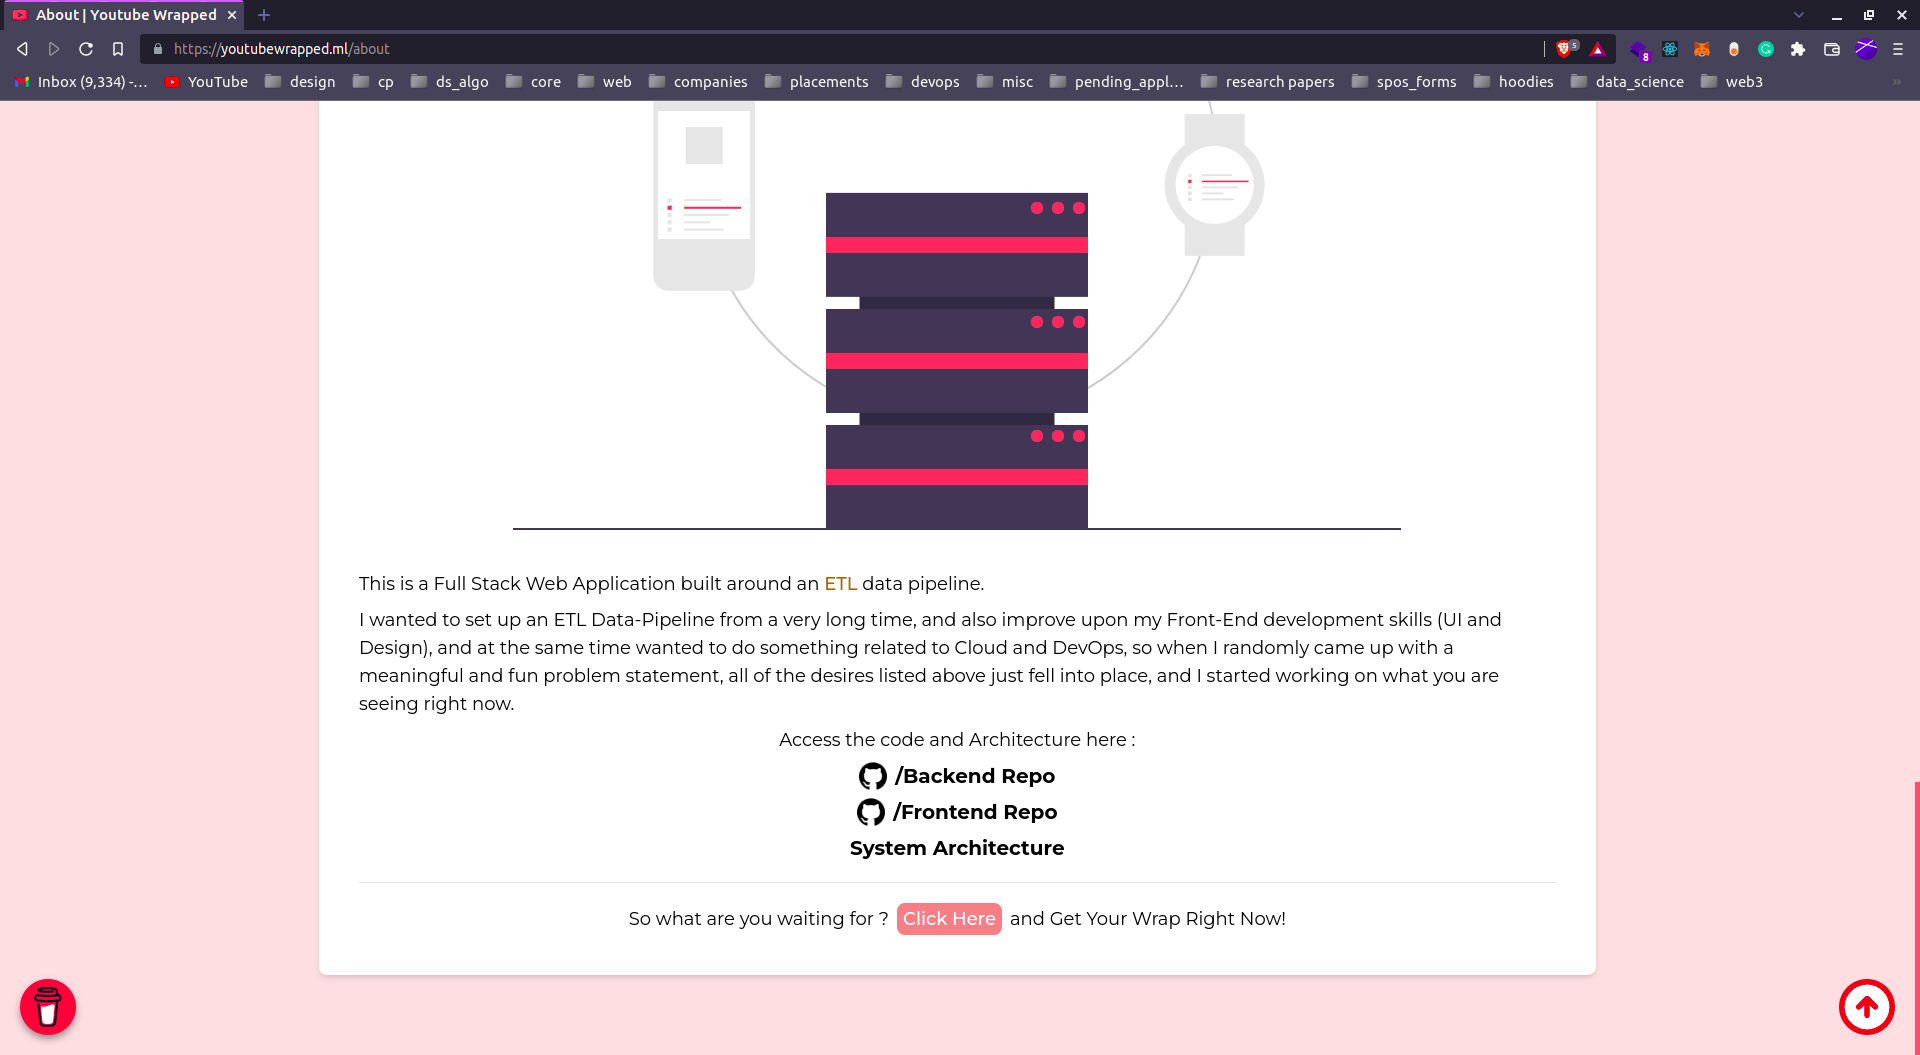 About | Youtube Wrapped
https://youtubewrapped.ml/about
5
8
Inbox (9,334) -... YouTube design cp ds_algo core web companies placements devops misc pending_appl... research papers spos_forms hoodies data_science web3
This is a Full Stack Web Application built around an ETL data pipeline.
I wanted to set up an ETL Data-Pipeline from a very long time, and also improve upon my Front-End development skills (UI and
Design), and at the same time wanted to do something related to Cloud and DevOps, so when I randomly came up with a
meaningful and fun problem statement, all of the desires listed above just fell into place, and I started working on what you are
seeing right now.
Access the code and Architecture here :
/Backend Repo
/Frontend Repo
System Architecture
So what are you waiting for ? Click Here and Get Your Wrap Right Now!